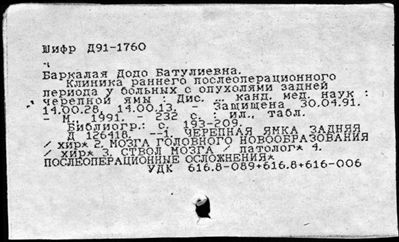 Шифр Д91-1760
Баркалая Додо Батулиевна.
Клиника раннего послеоперационного
периода у больных с опухолями задней
черепной ямы : Дис. ... канд. мед. наук :
14.00.28, 14.00.13. - Защищена 30.04.91.
- М., 1991. - 232 с. : ил., табл.
Библиогр.: с. 193-209.
Д 126418. --1. ЧЕРЕПНАЯ ЯМКА ЗАДНЯЯ
/ хир* 2. МОЗГА ГОЛОВНОГО НОВООБРАЗОВАНИЯ
/ хир* 3. СТВОЛ МОЗГА / патолог* 4.
ПОСЛЕОПЕРАЦИОННЫЕ ОСЛОЖНЕНИЯ*
УДК 616.8-089+616.8+616-006